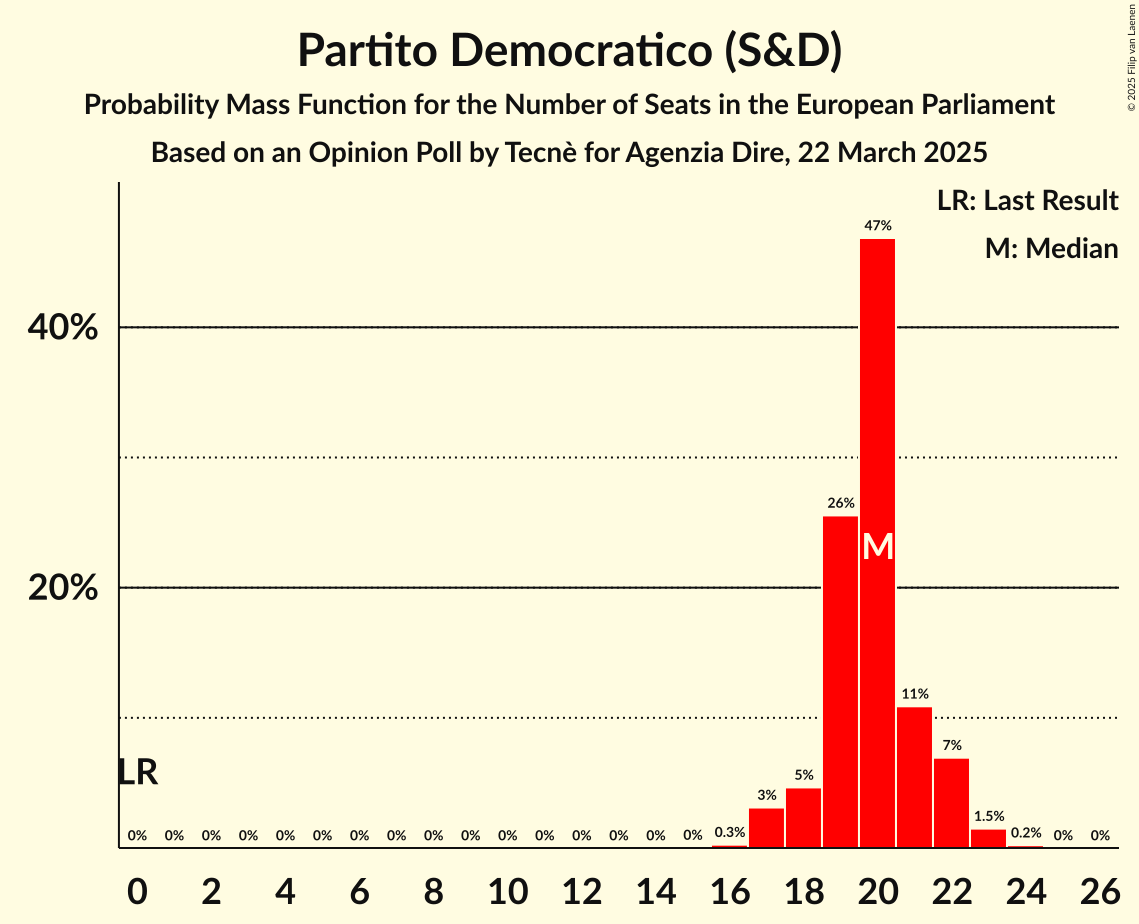 Partito Democratico (S&D)
Probability Mass Function for the Number of Seats in the European Parliament
Based on an Opinion Poll by Tecnè for Agenzia Dire, 22 March 2025
© 2025 Filip van Laenen
LR: Last Result
M: Median
47%
40%
26%
M
20%
11%
7%
LR
5%
3%
1.5%
0% 0% 0% 0% 0% 0% 0% 0% 0% 0% 0% 0% 0% 0% 0% 0% 0.3% 0.2% 0% 0%
0 2 4 6 8 10 12 14 16 18 20 22 24 26